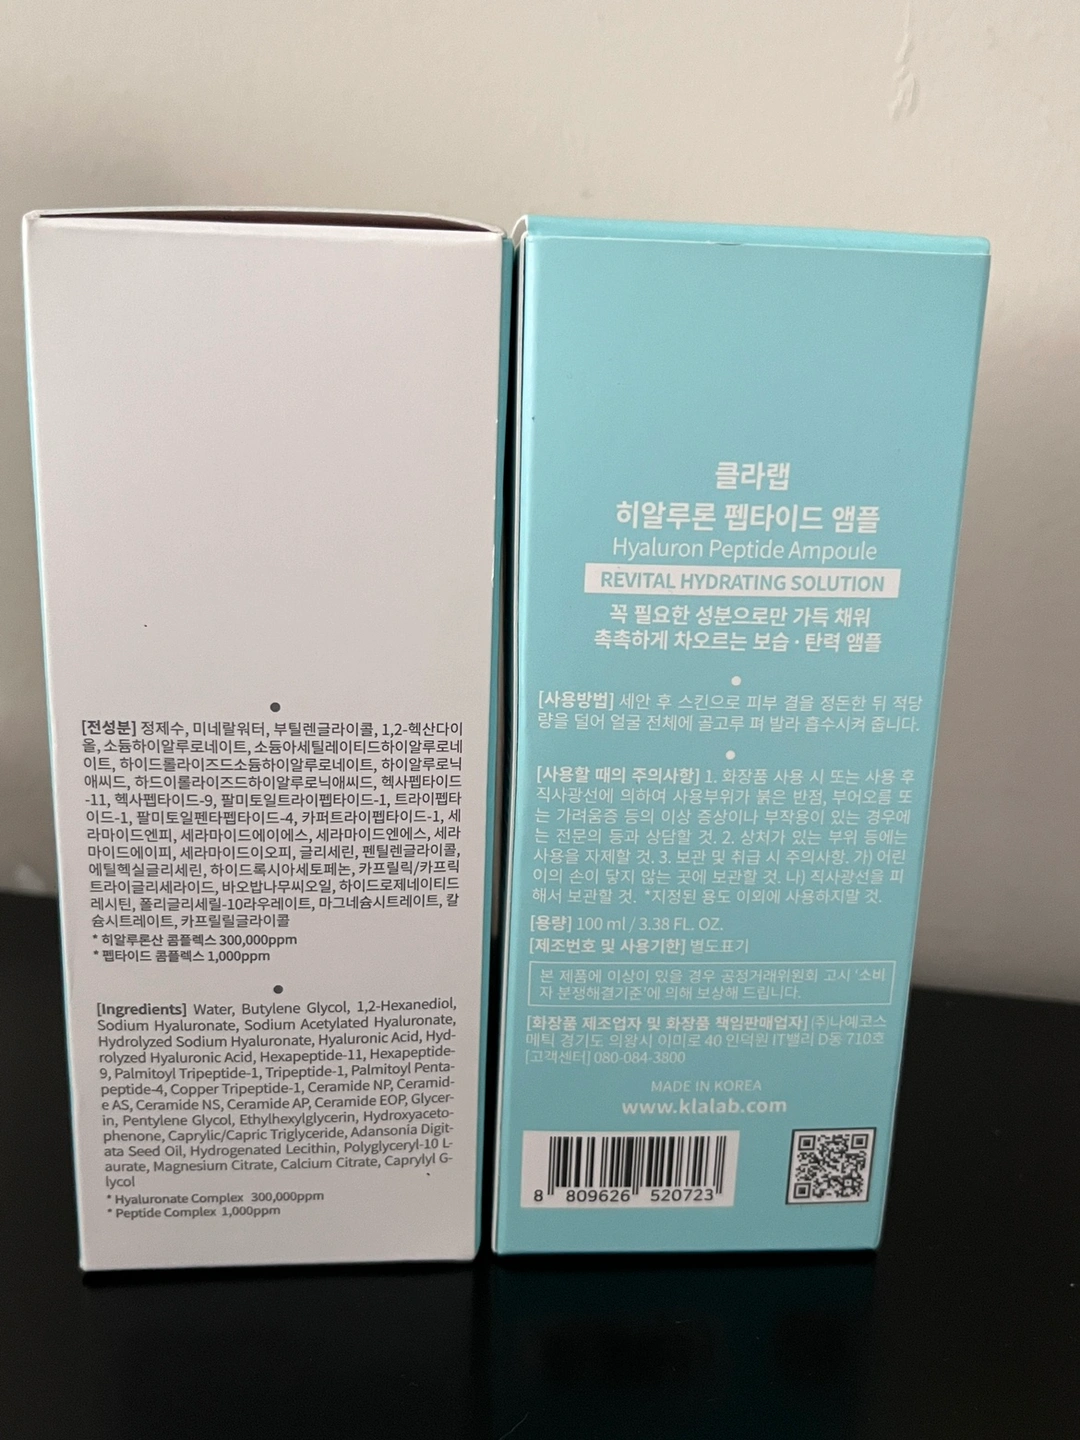 [전성분] 정제수, 미네랄워터, 부틸렌글라이콜, 1,2-헥산다이
올, 소듐하이알루로네이트, 소듐아세틸레이티드하이알루로네
이트, 하이드롤라이즈드소듐하이알루로네이트, 하이알루로닉
애씨드, 하드이롤라이즈드하이알루로닉애씨드, 헥사펩타이드
-11, 헥사펩타이드-9, 팔미토일트라이펩타이드-1, 트라이펩타
이드-1, 팔미토일펜타펩타이드-4, 카퍼트라이펩타이드-1, 세
라마이드엔피, 세라마이드에이에스, 세라마이드엔에스, 세라
마이드에이피, 세라마이드이오피, 글리세린, 펜틸렌글라이콜,
에틸헥실글리세린, 하이드록시아세토페논, 카프릴릭/카프릭
트라이글리세라이드, 바오밥나무씨오일, 하이드로제네이티드
레시틴, 폴리글리세릴-10라우레이트, 마그네슘시트레이트, 칼
슘시트레이트, 카프릴릴글라이콜
* 히알루론산 콤플렉스 300,000ppm
* 펩타이드 콤플렉스 1,000ppm
[Ingredients] Water, Butylene Glycol, 1,2-Hexanediol,
Sodium Hyaluronate, Sodium Acetylated Hyaluronate,
Hydrolyzed Sodium Hyaluronate, Hyaluronic Acid, Hyd-
rolyzed Hyaluronic Acid, Hexapeptide-11, Hexapeptide-
9, Palmitoyl Tripeptide-1, Tripeptide-1, Palmitoyl Penta-
peptide-4, Copper Tripeptide-1, Ceramide NP, Ceramid-
e AS, Ceramide NS, Ceramide AP, Ceramide EOP, Glycer-
in, Pentylene Glycol, Ethylhexylglycerin, Hydroxyaceto-
phenone, Caprylic/Capric Triglyceride, Adansonia Digit-
ata Seed Oil, Hydrogenated Lecithin, Polyglyceryl-10 L-
aurate, Magnesium Citrate, Calcium Citrate, Caprylyl G-
lycol
* Hyaluronate Complex 300,000ppm
* Peptide Complex 1,000ppm
클라랩
히알루론 펩타이드 앰플
Hyaluron Peptide Ampoule
REVITAL HYDRATING SOLUTION
꼭 필요한 성분으로만 가득 채워
촉촉하게 차오르는 보습 · 탄력 앰플
[사용방법] 세안 후 스킨으로 피부 결을 정돈한 뒤 적당
량을 덜어 얼굴 전체에 골고루 펴 발라 흡수시켜 줍니다.
[사용할 때의 주의사항] 1. 화장품 사용 시 또는 사용 후
직사광선에 의하여 사용부위가 붉은 반점, 부어오름 또
는 가려움증 등의 이상 증상이나 부작용이 있는 경우에
는 전문의 등과 상담할 것. 2. 상처가 있는 부위 등에는
사용을 자제할 것. 3. 보관 및 취급 시 주의사항. 가) 어린
이의 손이 닿지 않는 곳에 보관할 것. 나) 직사광선을 피
해서 보관할 것. *지정된 용도 이외에 사용하지말 것.
[용량] 100 ml / 3.38 FL. OZ.
[제조번호 및 사용기한] 별도표기
본 제품에 이상이 있을 경우 공정거래위원회 고시 '소비
자 분쟁해결기준'에 의해 보상해 드립니다.
[화장품 제조업자 및 화장품 책임판매업자] (주)나예코스
메틱 경기도 의왕시 이미로 40 인덕원 IT밸리 D동 710호
[고객센터] 080-084-3800
MADE IN KOREA
www.klalab.com
8 809626 520723